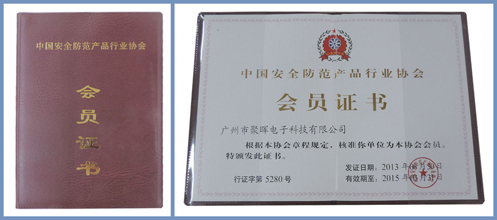 中国安全防范产品行业协会
会员证书
中国安全防范产品行业协会
会员证书
广州市聚晖电子科技有限公司
根据本协会章程规定，核准你单位为本协会会员，
特颁发此证书。
发证日期：2013
行证字第5280号
有效期至：2015